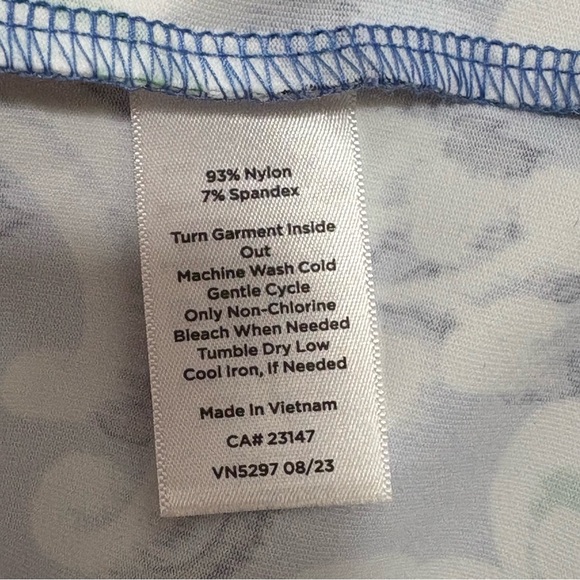 93% Nylon
7% Spandex
Turn Garment Inside
Out
Machine Wash Cold
Gentle Cycle
Only Non-Chlorine
Bleach When Needed
Tumble Dry Low
Cool Iron, If Needed
Made In Vietnam
CA# 23147
VN5297 08/23